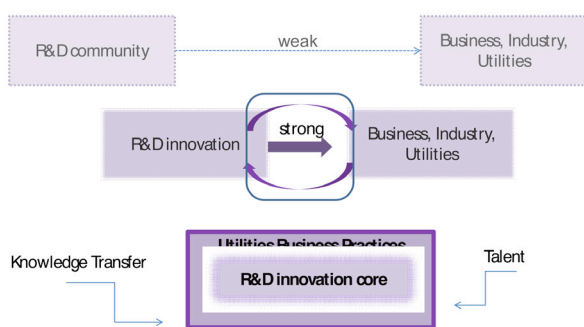 R&D community
weak
Business, Industry,
Utilities
R&D innovation
strong
Business, Industry,
Utilities
Utilities Business Practices
Knowledge Transfer
Talent
R&D innovation core